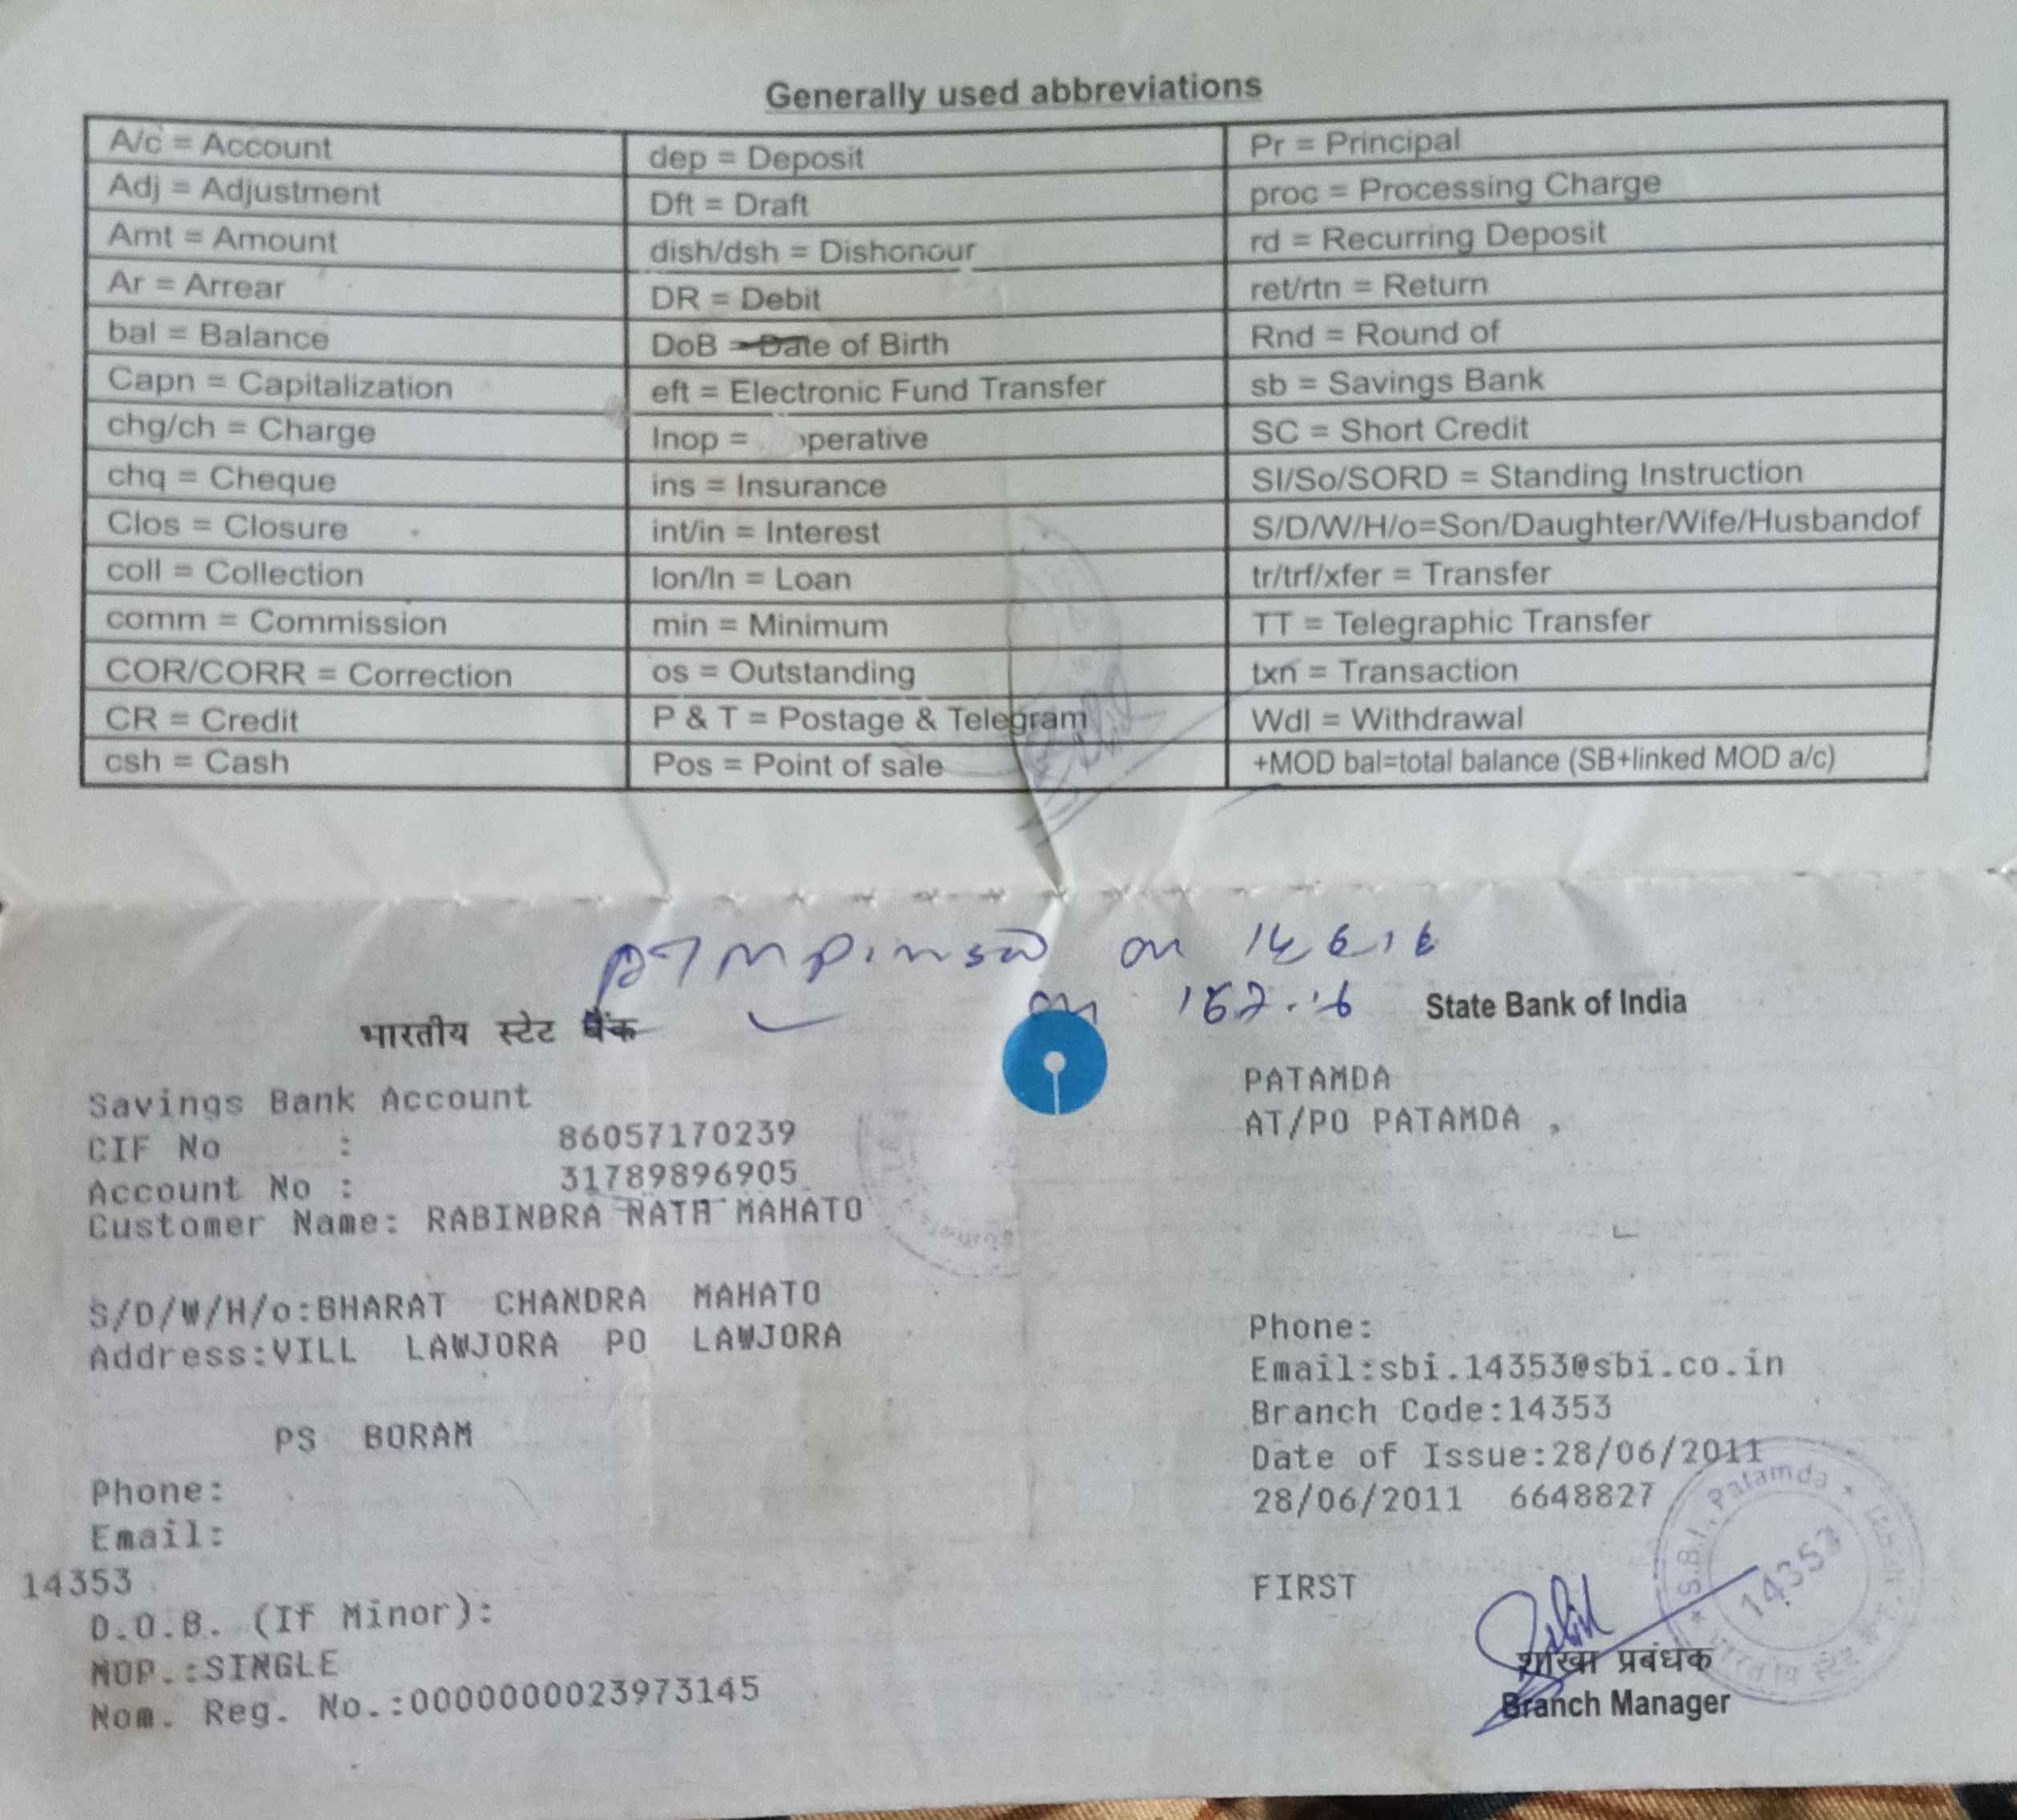 Generally used abbreviations
A/c = Account
Adj = Adjustment
Amt = Amount
Ar = Arrear
bal = Balance
Capn = Capitalization
chg/ch = Charge
chq = Cheque
Clos = Closure
coll = Collection
comm = Commission
COR/CORR = Correction
CR = Credit
csh = Cash
dep = Deposit
Dft = Draft
dish/dsh = Dishonour
DR = Debit
DoB = Date of Birth
eft = Electronic Fund Transfer
Inop = perative
ins = Insurance
int/in = Interest
lon/ln = Loan
min = Minimum
os = Outstanding
P & T = Postage & Telegram
Pos = Point of sale
Pr = Principal
proc = Processing Charge
rd = Recurring Deposit
ret/rtn = Return
Rnd = Round of
sb = Savings Bank
SC = Short Credit
SI/So/SORD = Standing Instruction
S/D/W/H/o=Son/Daughter/Wife/Husbandof
tr/trf/xfer = Transfer
TT = Telegraphic Transfer
txn = Transaction
Wdl = Withdrawal
+MOD bal=total balance (SB+linked MOD a/c)
on
on
भारतीय स्टेट बैंक
State Bank of India
Savings Bank Account
CIF No : 86057170239
Account No : 31789896905
Customer Name: RABINDRA NATH MAHATO
S/D/W/H/o:BHARAT CHANDRA MAHATO
Address:VILL LAWJORA PO LAWJORA
PS BORAM
Phone:
Email:
14353
D.O.B. (If Minor):
MOP.:SINGLE
Nom. Reg. No.:0000000023973145
PATAMDA
AT/PO PATAMDA ,
Phone:
Email:sbi.14353@sbi.co.in
Branch Code:14353
Date of Issue:28/06/2011
28/06/2011 6648827
FIRST
S.B.I., Patamda
14353
शाखा प्रबंधक
Branch Manager